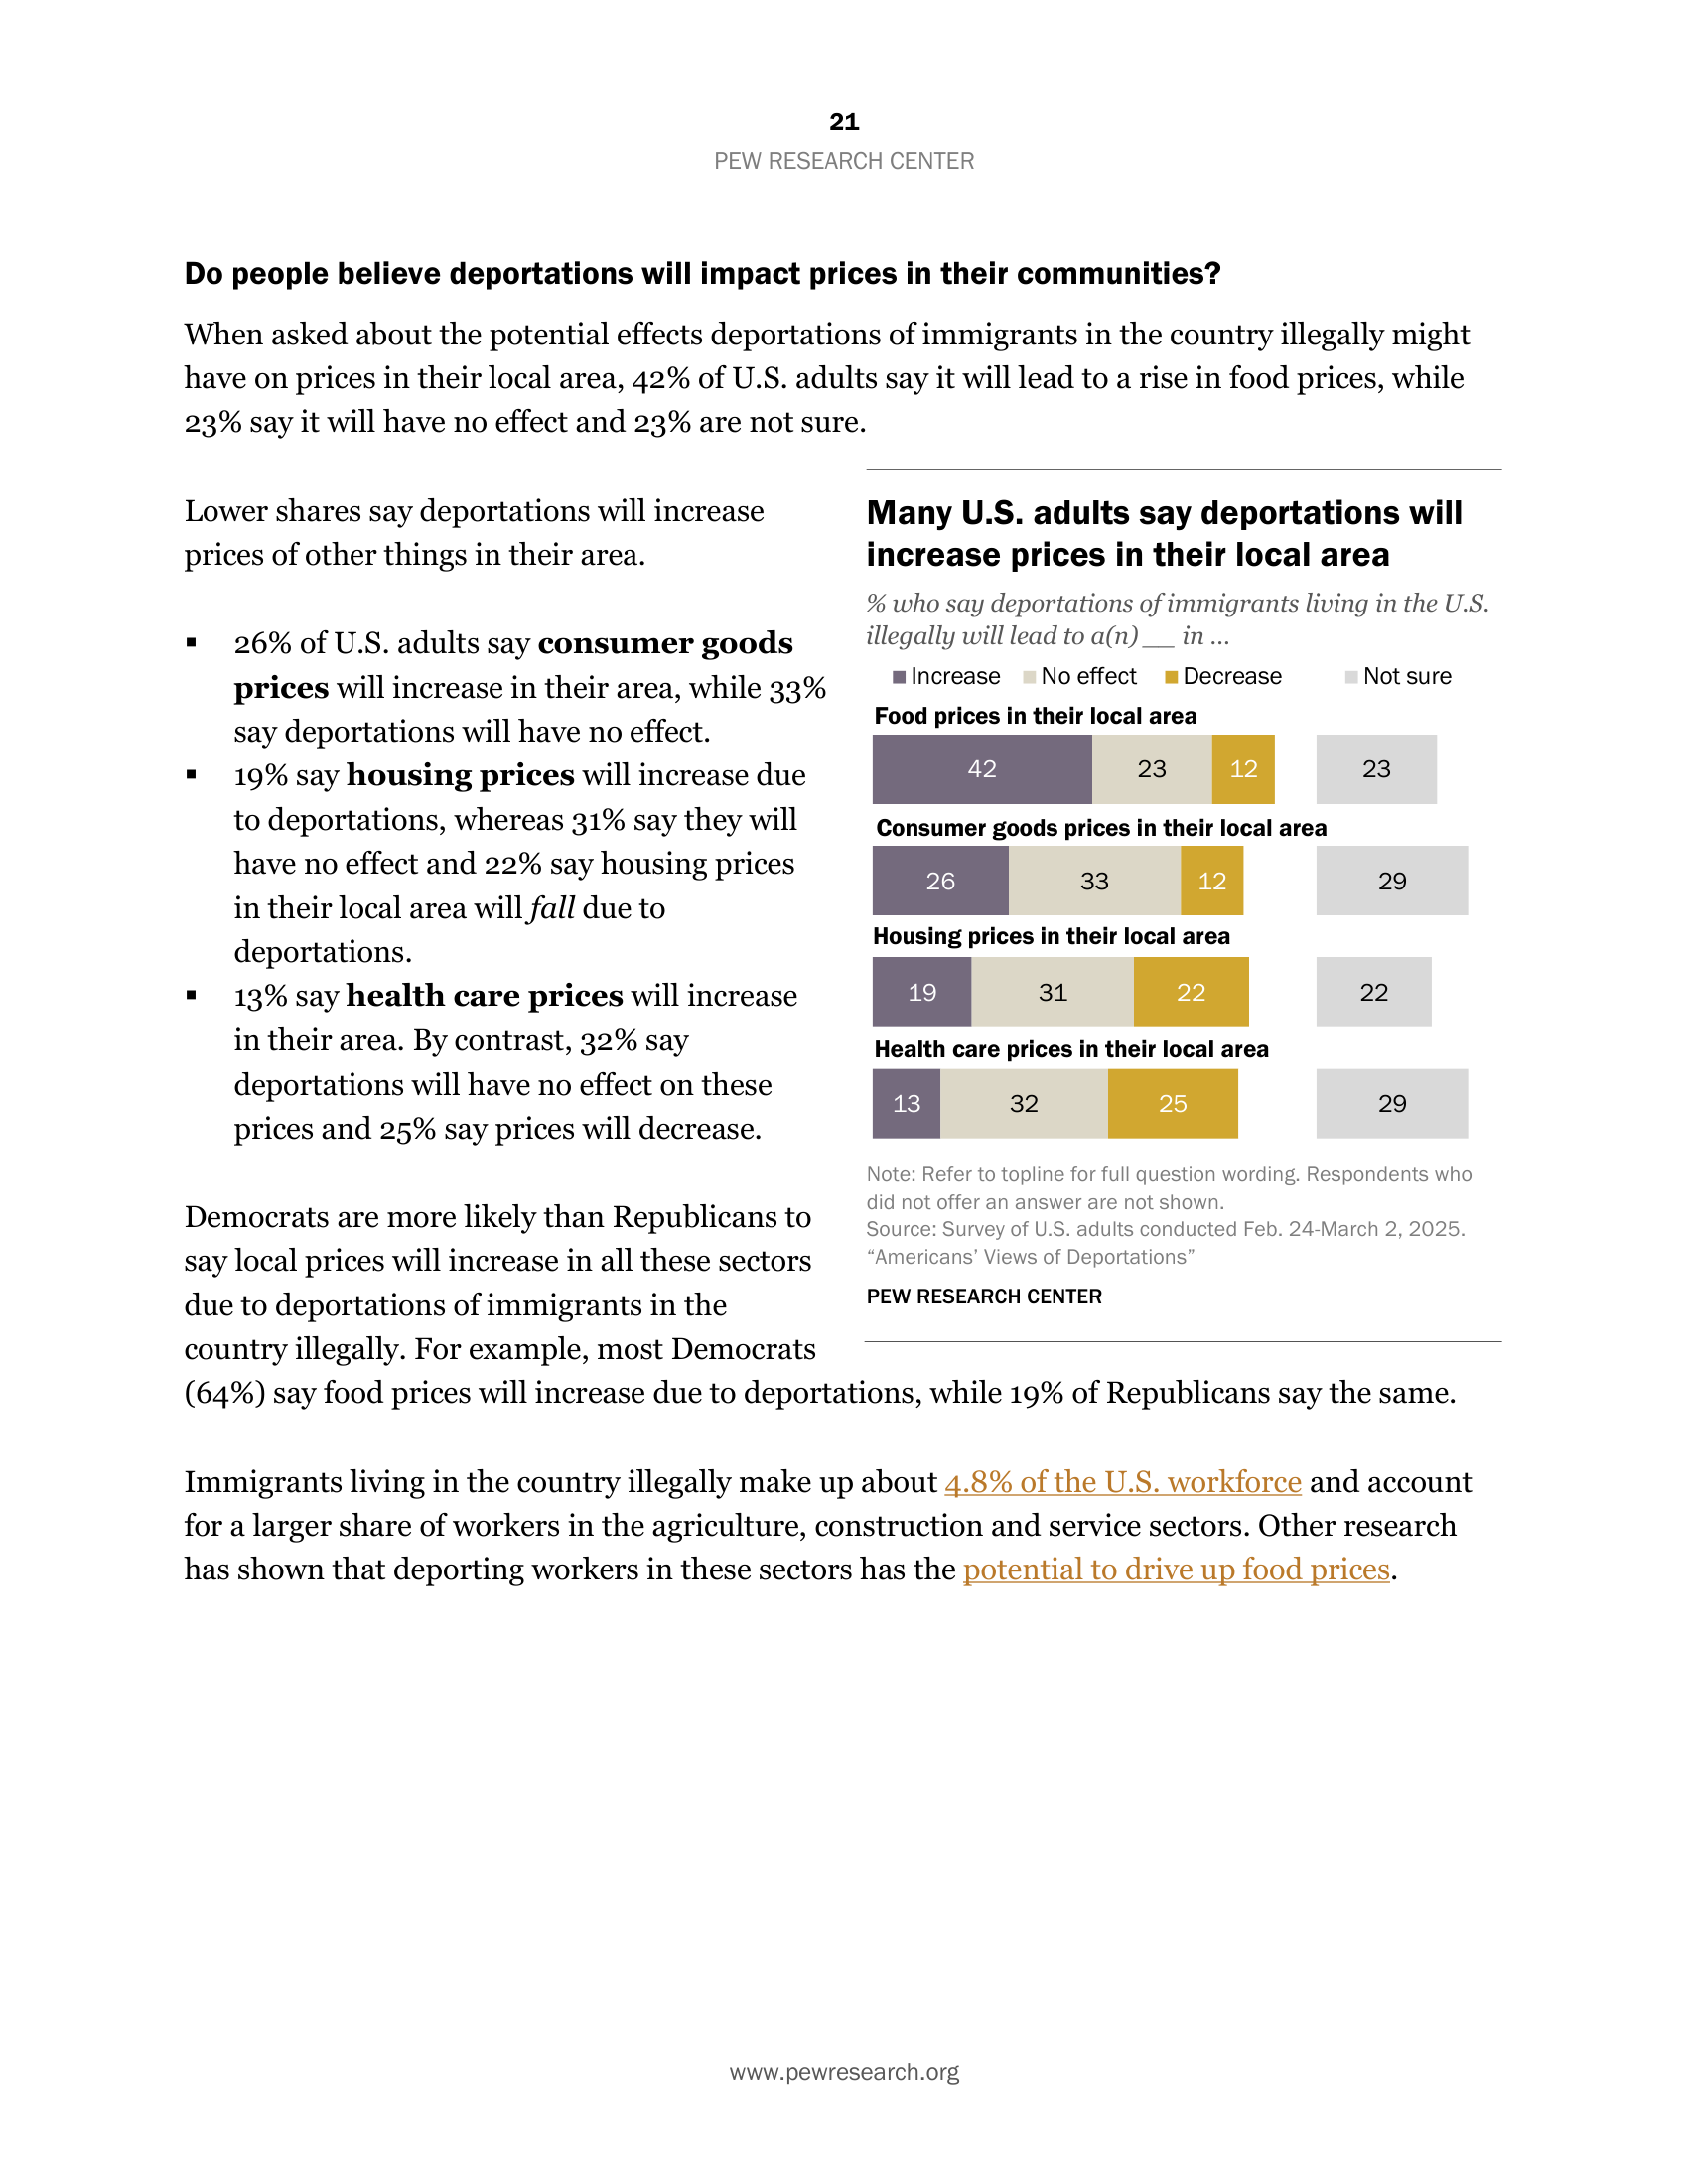 21
PEW RESEARCH CENTER
Do people believe deportations will impact prices in their communities?
When asked about the potential effects deportations of immigrants in the country illegally might
have on prices in their local area, 42% of U.S. adults say it will lead to a rise in food prices, while
23% say it will have no effect and 23% are not sure.
Lower shares say deportations will increase
prices of other things in their area.
▪ 26% of U.S. adults say consumer goods
prices will increase in their area, while 33%
say deportations will have no effect.
▪ 19% say housing prices will increase due
to deportations, whereas 31% say they will
have no effect and 22% say housing prices
in their local area will fall due to
deportations.
▪ 13% say health care prices will increase
in their area. By contrast, 32% say
deportations will have no effect on these
prices and 25% say prices will decrease.
Democrats are more likely than Republicans to
say local prices will increase in all these sectors
due to deportations of immigrants in the
country illegally. For example, most Democrats
(64%) say food prices will increase due to deportations, while 19% of Republicans say the same.
Many U.S. adults say deportations will
increase prices in their local area
% who say deportations of immigrants living in the U.S.
illegally will lead to a(n) __ in ...
Increase No effect Decrease Not sure
Food prices in their local area
42 23 12 23
Consumer goods prices in their local area
26 33 12 29
Housing prices in their local area
19 31 22 22
Health care prices in their local area
13 32 25 29
Note: Refer to topline for full question wording. Respondents who
did not offer an answer are not shown.
Source: Survey of U.S. adults conducted Feb. 24-March 2, 2025.
“Americans’ Views of Deportations”
PEW RESEARCH CENTER
Immigrants living in the country illegally make up about 4.8% of the U.S. workforce and account
for a larger share of workers in the agriculture, construction and service sectors. Other research
has shown that deporting workers in these sectors has the potential to drive up food prices.
www.pewresearch.org